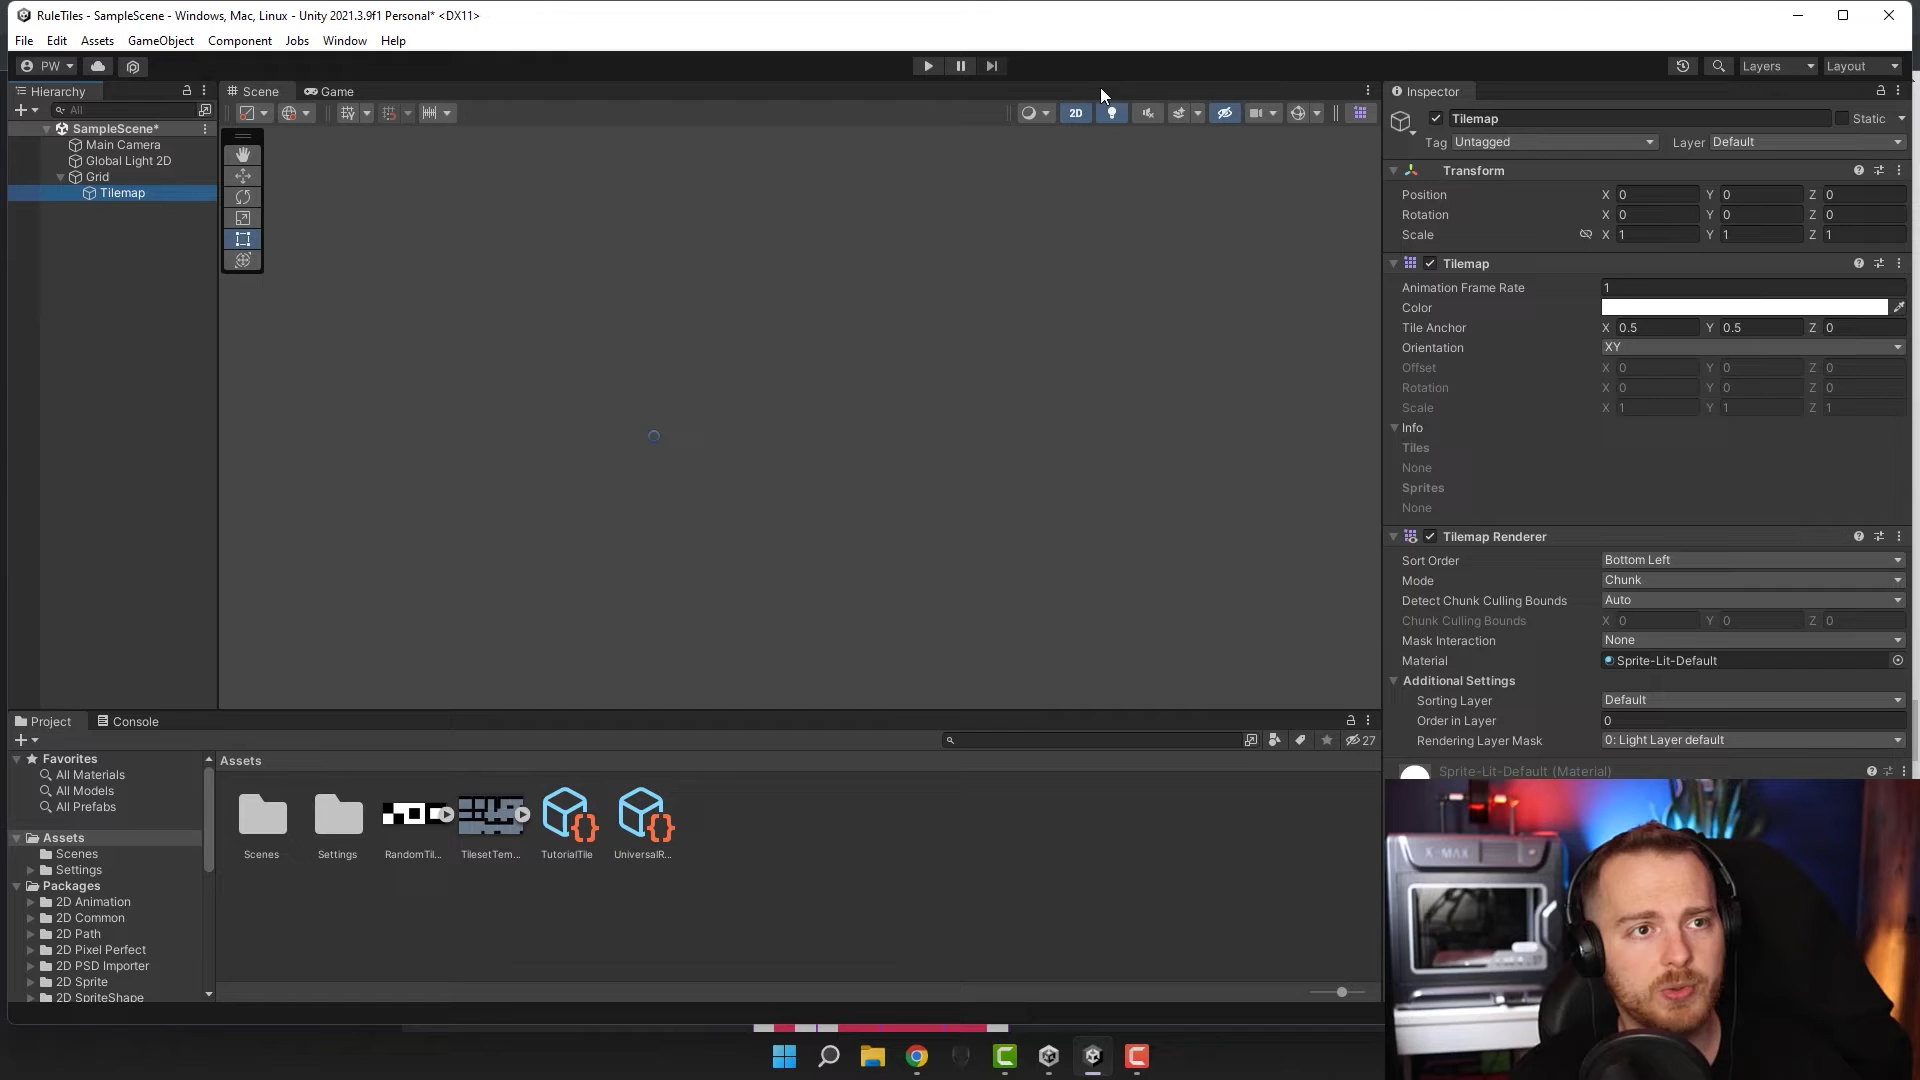 RuleTiles - SampleScene - Windows, Mac, Linux - Unity 2021.3.9f1 Personal* <DX11>
File Edit Assets GameObject Component Jobs Window Help
PW Layers Layout
Hierarchy
All
SampleScene*
Main Camera
Global Light 2D
Grid
Tilemap
Scene Game
2D
Inspector
Tilemap Static
Tag Untagged Layer Default
Transform
Position X 0 Y 0 Z 0
Rotation X 0 Y 0 Z 0
Scale X 1 Y 1 Z 1
Tilemap
Animation Frame Rate 1
Color
Tile Anchor X 0.5 Y 0.5 Z 0
Orientation XY
Offset X 0 Y 0 Z 0
Rotation X 0 Y 0 Z 0
Scale X 1 Y 1 Z 1
Info
Tiles
None
Sprites
None
Tilemap Renderer
Sort Order Bottom Left
Mode Chunk
Detect Chunk Culling Bounds Auto
Chunk Culling Bounds X 0 Y 0 Z 0
Mask Interaction None
Material Sprite-Lit-Default
Additional Settings
Sorting Layer Default
Order in Layer 0
Rendering Layer Mask 0: Light Layer default
Sprite-Lit-Default (Material)
Project Console
27
Favorites
All Materials
All Models
All Prefabs
Assets
Scenes
Settings
Packages
2D Animation
2D Common
2D Path
2D Pixel Perfect
2D PSD Importer
2D Sprite
2D SpriteShape
Assets
Scenes Settings RandomTil... TilesetTem... TutorialTile UniversalR...
X-MAX